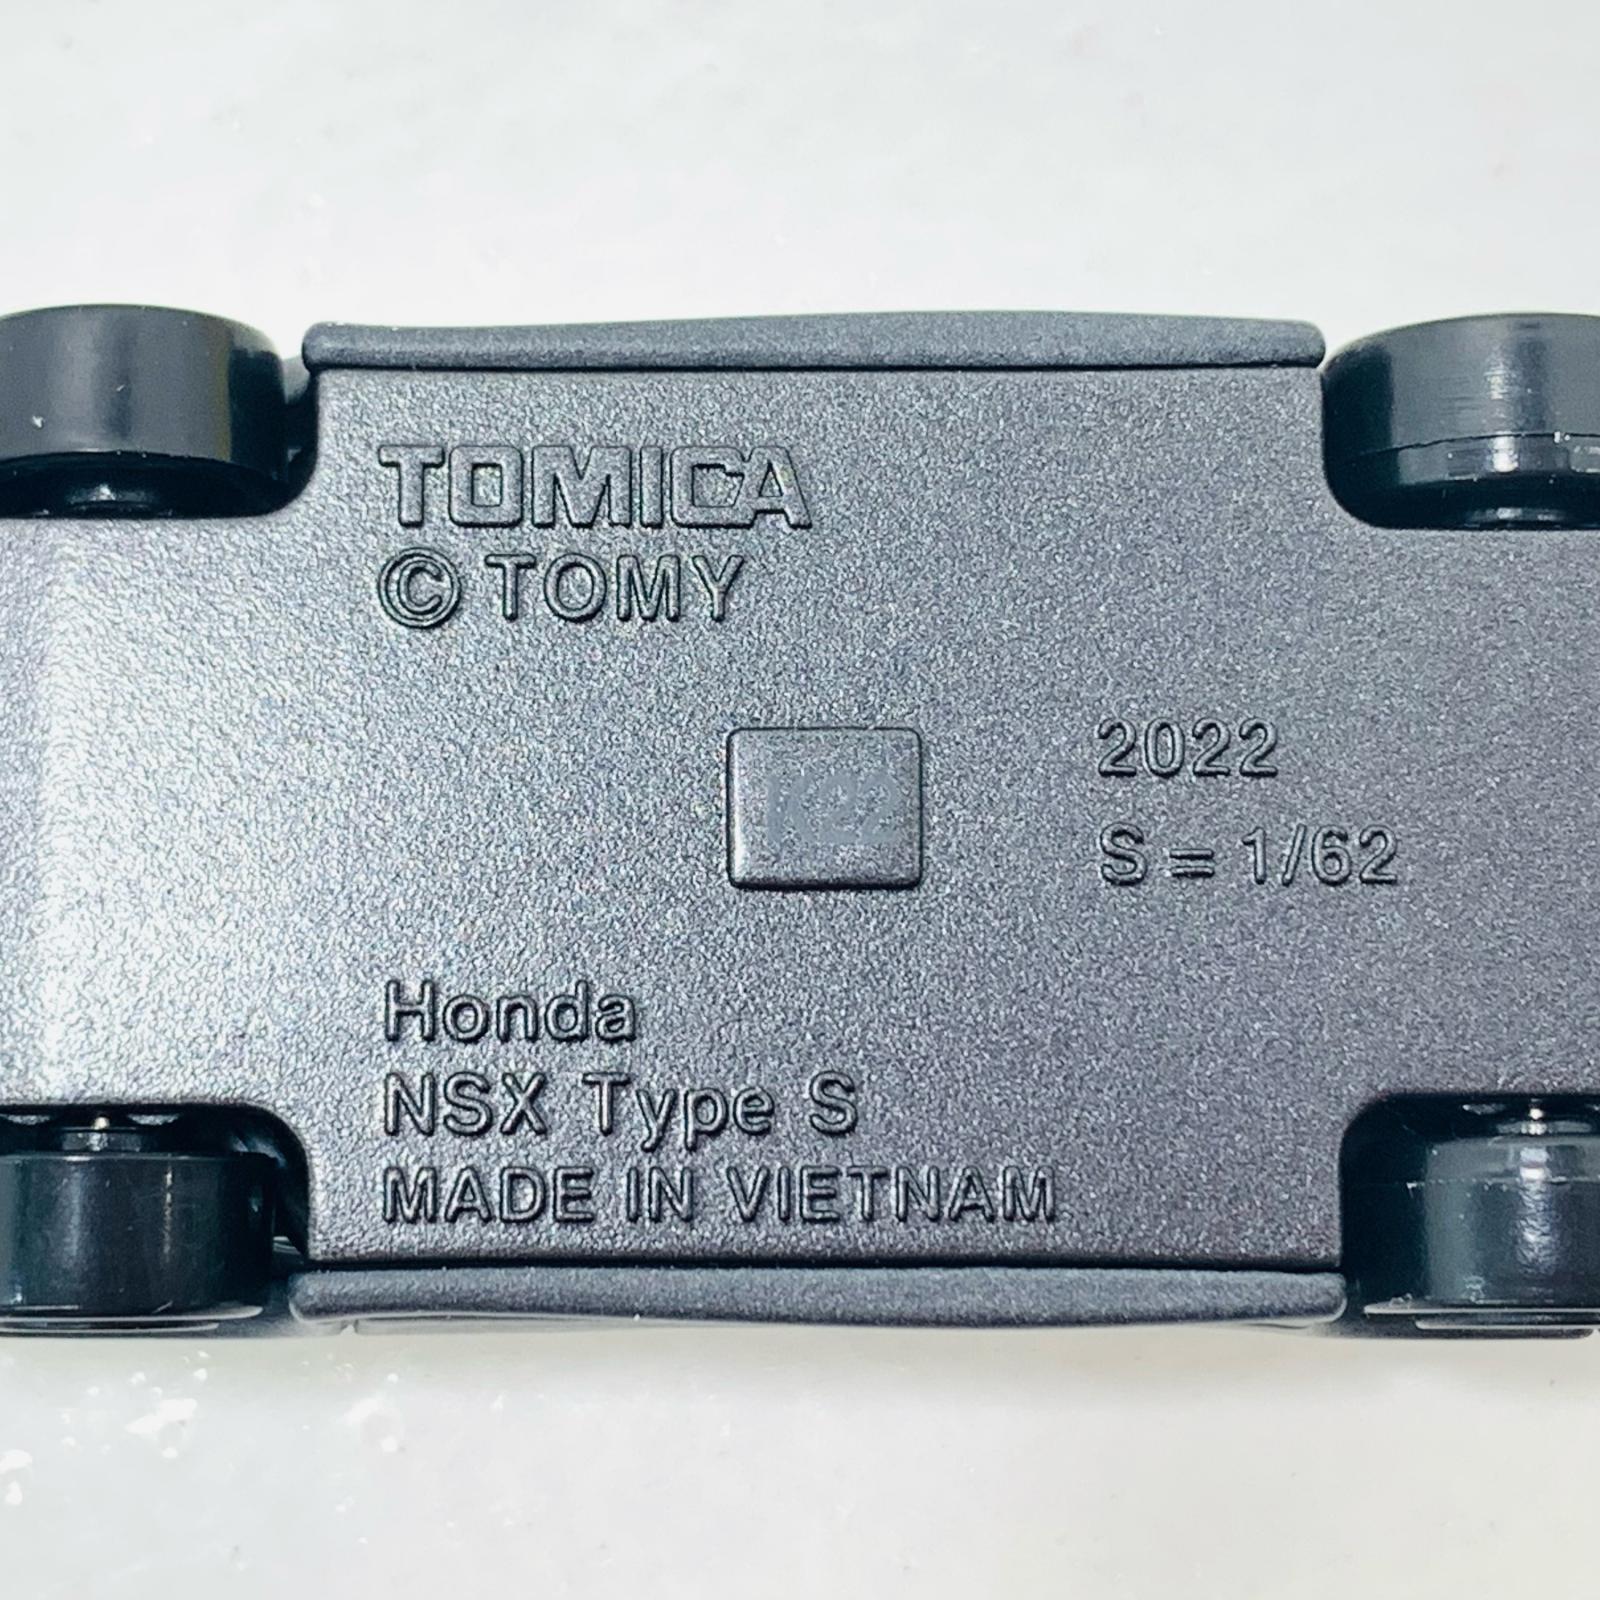 TOMICA
© TOMY
2022
K22
S = 1/62
Honda
NSX Type S
MADE IN VIETNAM